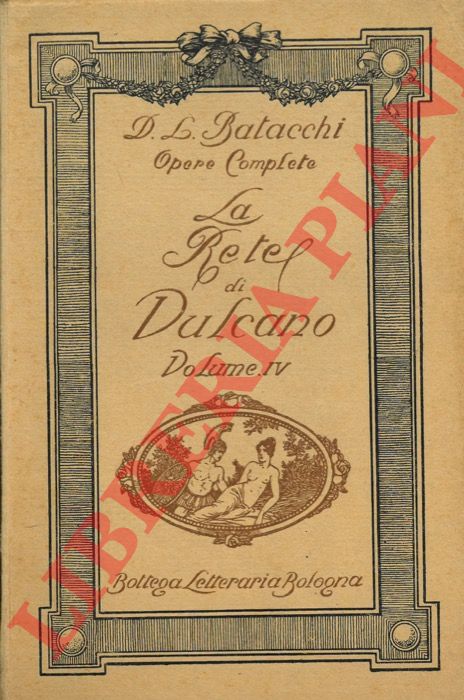 D. L. Batacchi
Opere Complete
La
Rete
di
Vulcano
Volume. IV
Bottega Letteraria Bologna
LIBRERIA PIANI